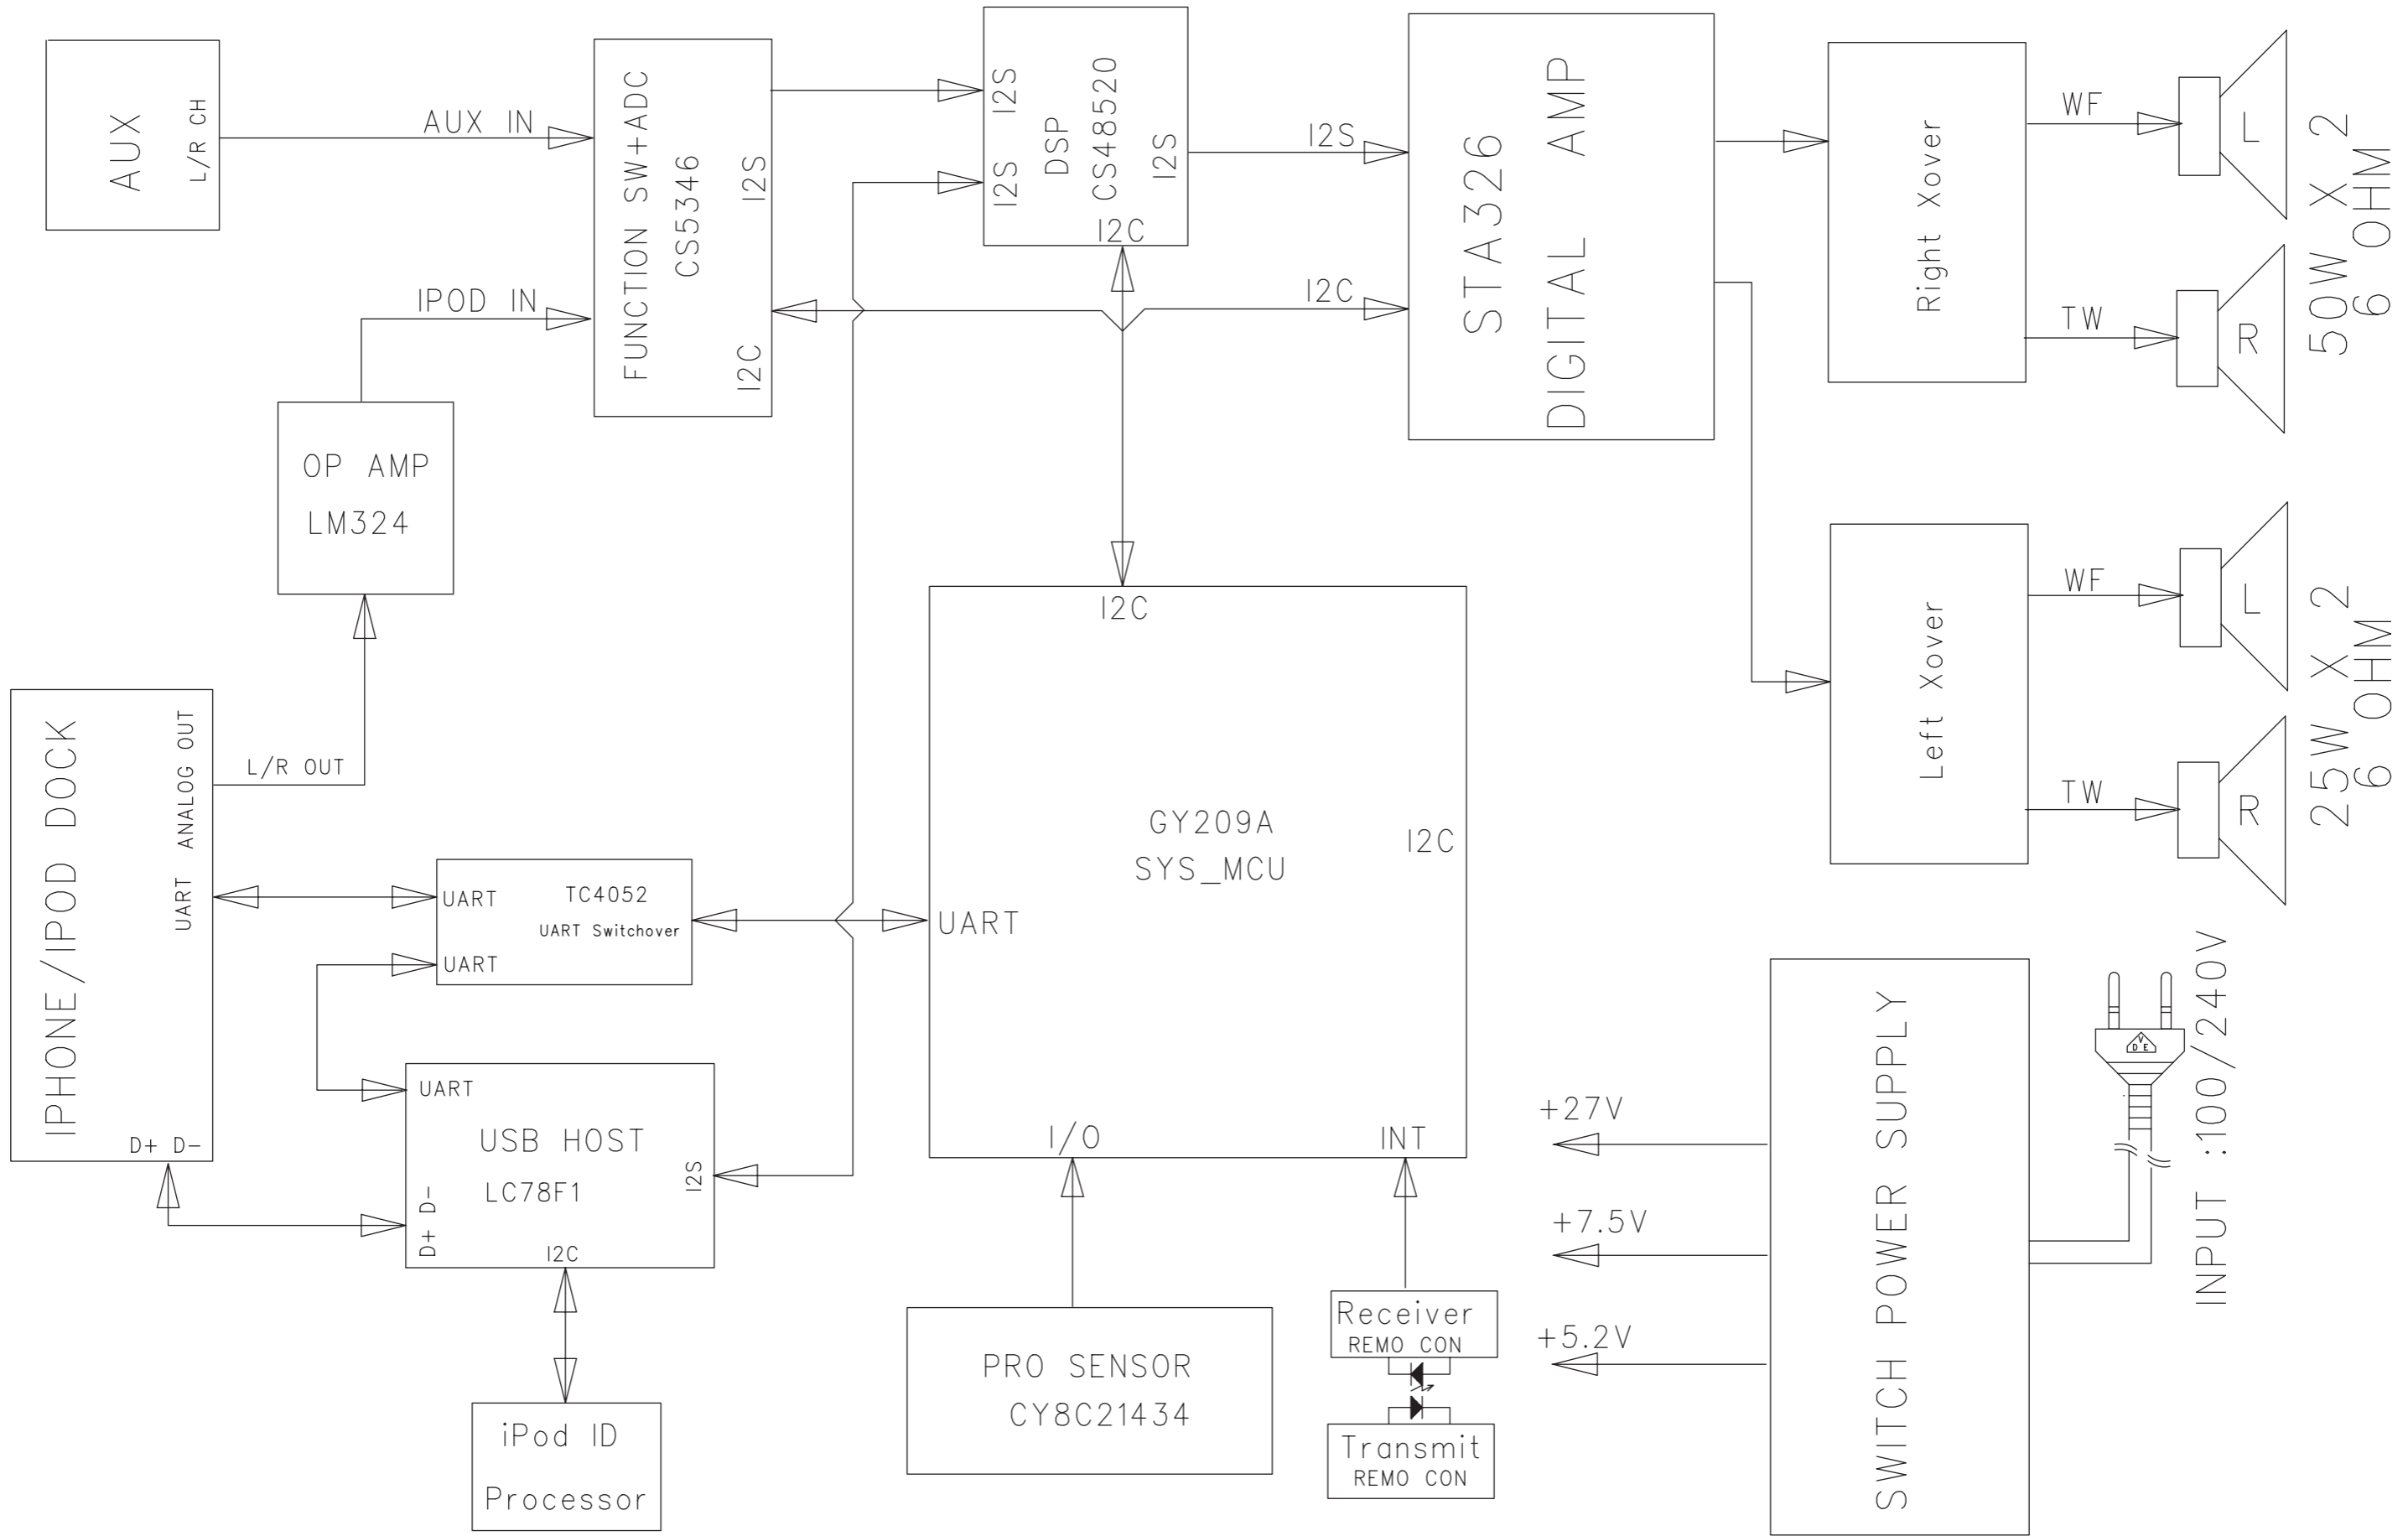 AUX
L/R CH
AUX IN
IPOD IN
FUNCTION SW+ADC
CS5346
I2S
I2C
I2S
I2S
DSP
CS48520
I2S
I2C
I2S
I2C
STA326
DIGITAL AMP
Right Xover
WF
TW
L
R
50W X 2
6 OHM
OP AMP
LM324
Left Xover
WF
TW
L
R
25W X 2
6 OHM
IPHONE/IPOD DOCK
UART ANALOG OUT
D+ D-
L/R OUT
UART
TC4052
UART Switchover
UART
I2C
GY209A
SYS_MCU
I2C
UART
I/O
INT
UART
USB HOST
LC78F1
I2S
D+ D-
I2C
iPod ID
Processor
PRO SENSOR
CY8C21434
Receiver
REMO CON
Transmit
REMO CON
+27V
+7.5V
+5.2V
SWITCH POWER SUPPLY
V
D E
INPUT :100/240V